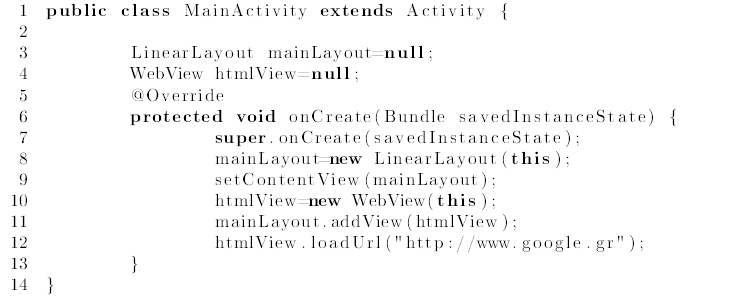 1 public class MainActivity extends Activity {
2
3 LinearLayout mainLayout=null;
4 WebView htmlView=null;
5 @Override
6 protected void onCreate(Bundle savedInstanceState) {
7 super.onCreate(savedInstanceState);
8 mainLayout=new LinearLayout(this);
9 setContentView(mainLayout);
10 htmlView=new WebView(this);
11 mainLayout.addView(htmlView);
12 htmlView.loadUrl("http://www.google.gr");
13 }
14 }